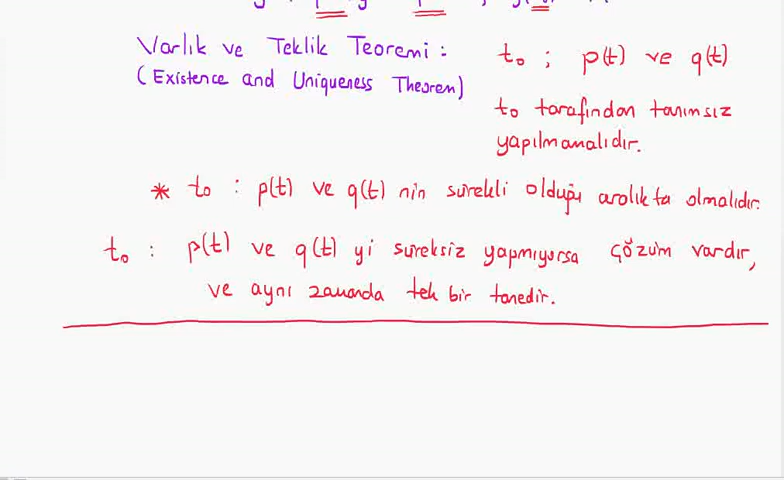 Varlık ve Teklik Teoremi :
(Existence and Uniqueness Theorem)
t₀ ; p(t) ve q(t)
t₀ tarafından tanımsız
yapılmamalıdır.
* t₀ : p(t) ve q(t) nin sürekli olduğu aralıkta olmalıdır.
t₀ : p(t) ve q(t) yi süreksiz yapmıyorsa çözüm vardır,
ve aynı zamanda tek bir tanedir.